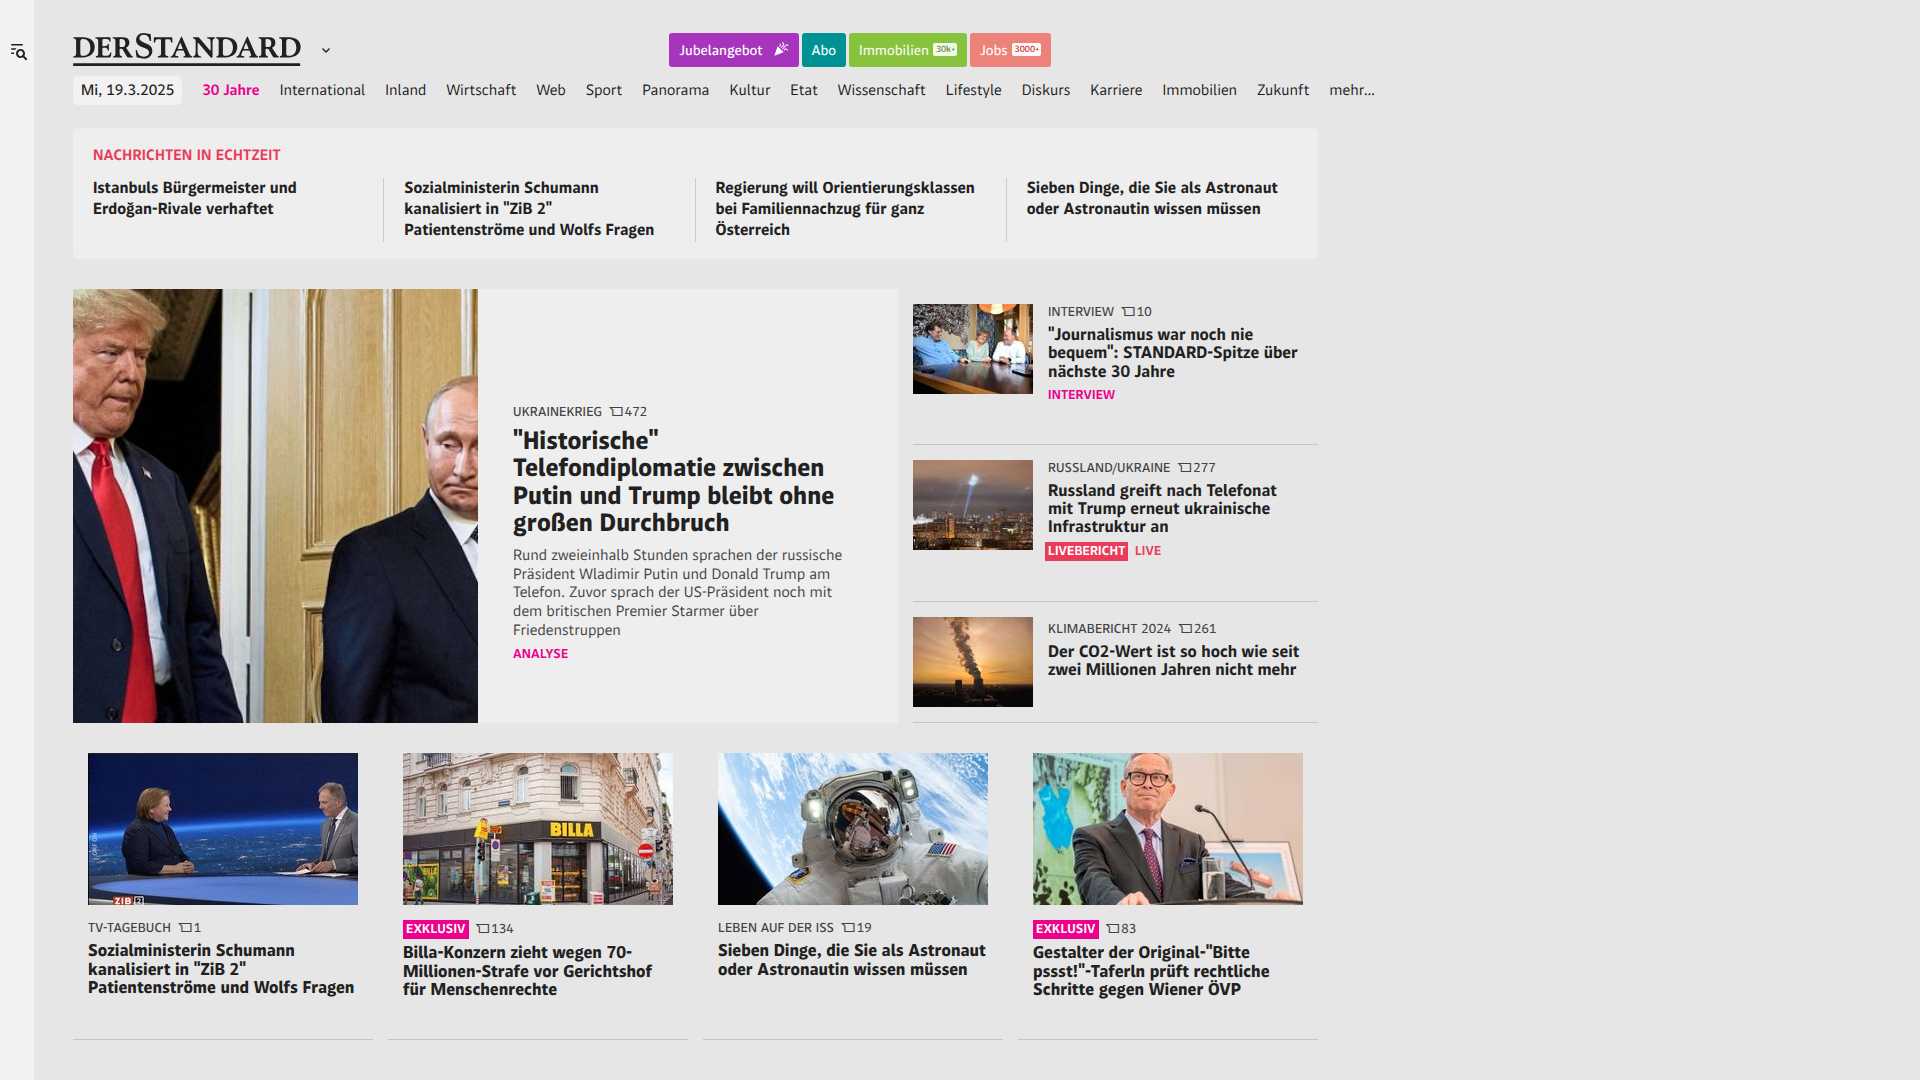 DERSTANDARD
Jubelangebot
Abo
Immobilien 30k+
Jobs 3000+
Mi, 19.3.2025 30 Jahre International Inland Wirtschaft Web Sport Panorama Kultur Etat Wissenschaft Lifestyle Diskurs Karriere Immobilien Zukunft mehr...
NACHRICHTEN IN ECHTZEIT
Istanbuls Bürgermeister und
Erdoğan-Rivale verhaftet
Sozialministerin Schumann
kanalisiert in "ZiB 2"
Patientenströme und Wolfs Fragen
Regierung will Orientierungsklassen
bei Familiennachzug für ganz
Österreich
Sieben Dinge, die Sie als Astronaut
oder Astronautin wissen müssen
UKRAINEKRIEG 472
"Historische"
Telefondiplomatie zwischen
Putin und Trump bleibt ohne
großen Durchbruch
Rund zweieinhalb Stunden sprachen der russische
Präsident Wladimir Putin und Donald Trump am
Telefon. Zuvor sprach der US-Präsident noch mit
dem britischen Premier Starmer über
Friedenstruppen
ANALYSE
INTERVIEW 10
"Journalismus war noch nie
bequem": STANDARD-Spitze über
nächste 30 Jahre
INTERVIEW
RUSSLAND/UKRAINE 277
Russland greift nach Telefonat
mit Trump erneut ukrainische
Infrastruktur an
LIVEBERICHT LIVE
KLIMABERICHT 2024 261
Der CO2-Wert ist so hoch wie seit
zwei Millionen Jahren nicht mehr
ZIB 2
TV-TAGEBUCH 1
Sozialministerin Schumann
kanalisiert in "ZiB 2"
Patientenströme und Wolfs Fragen
BILLA
EXKLUSIV 134
Billa-Konzern zieht wegen 70-
Millionen-Strafe vor Gerichtshof
für Menschenrechte
LEBEN AUF DER ISS 19
Sieben Dinge, die Sie als Astronaut
oder Astronautin wissen müssen
EXKLUSIV 83
Gestalter der Original-"Bitte
pssst!"-Taferln prüft rechtliche
Schritte gegen Wiener ÖVP